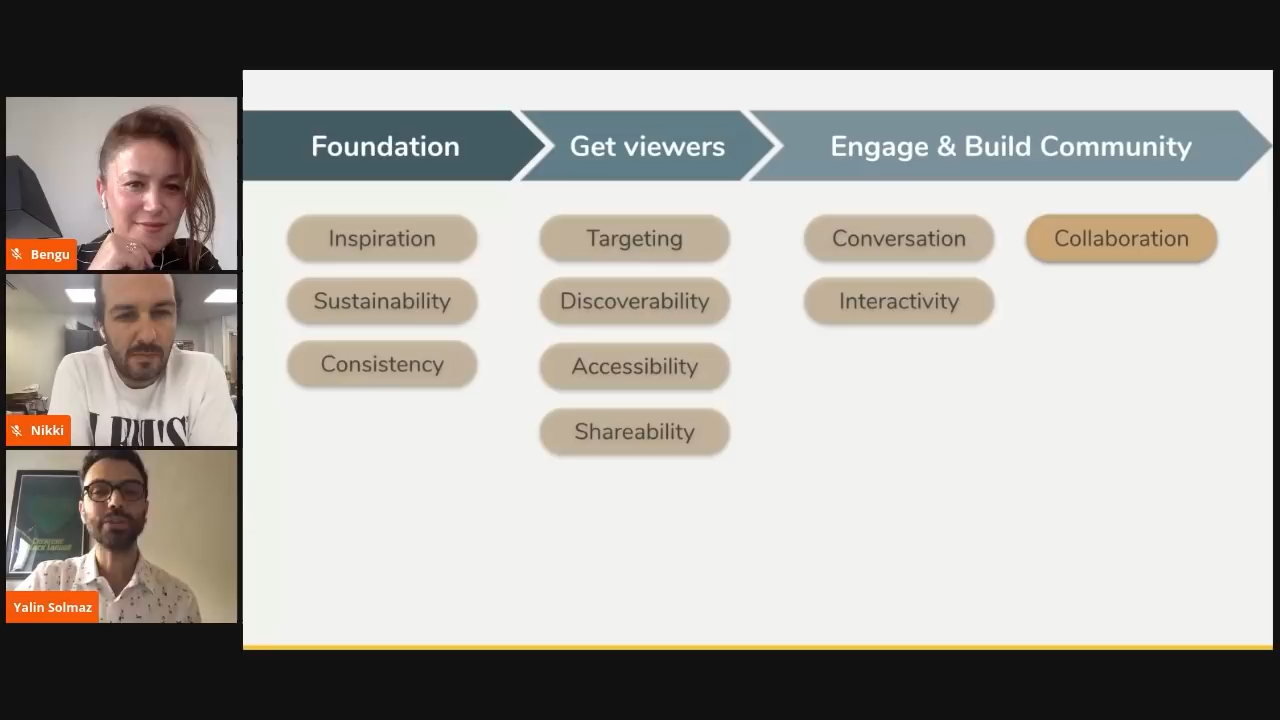 Foundation
Get viewers
Engage & Build Community
Inspiration
Targeting
Conversation
Collaboration
Sustainability
Discoverability
Interactivity
Consistency
Accessibility
Shareability
Bengu
Nikki
Yalin Solmaz